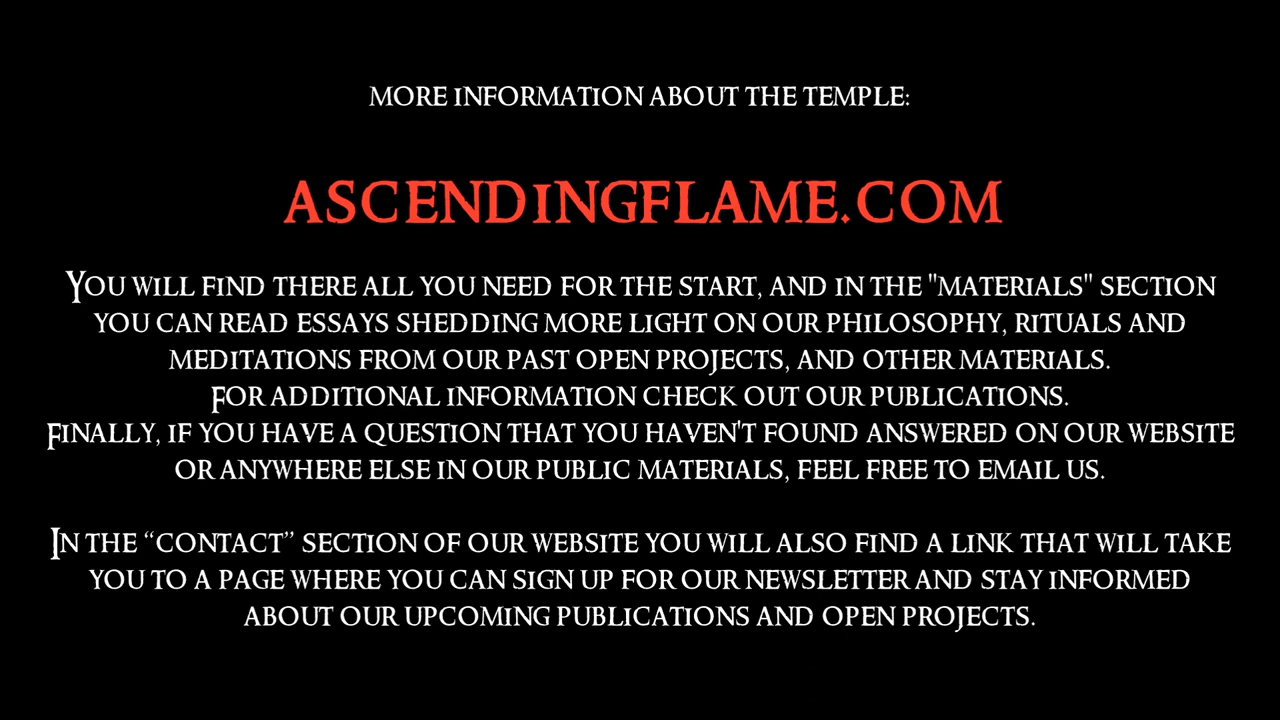 MORE INFORMATION ABOUT THE TEMPLE:
ASCENDINGFLAME.COM
YOU WILL FIND THERE ALL YOU NEED FOR THE START, AND IN THE "MATERIALS" SECTION
YOU CAN READ ESSAYS SHEDDING MORE LIGHT ON OUR PHILOSOPHY, RITUALS AND
MEDITATIONS FROM OUR PAST OPEN PROJECTS, AND OTHER MATERIALS.
FOR ADDITIONAL INFORMATION CHECK OUT OUR PUBLICATIONS.
FINALLY, IF YOU HAVE A QUESTION THAT YOU HAVEN'T FOUND ANSWERED ON OUR WEBSITE
OR ANYWHERE ELSE IN OUR PUBLIC MATERIALS, FEEL FREE TO EMAIL US.
IN THE “CONTACT” SECTION OF OUR WEBSITE YOU WILL ALSO FIND A LINK THAT WILL TAKE
YOU TO A PAGE WHERE YOU CAN SIGN UP FOR OUR NEWSLETTER AND STAY INFORMED
ABOUT OUR UPCOMING PUBLICATIONS AND OPEN PROJECTS.